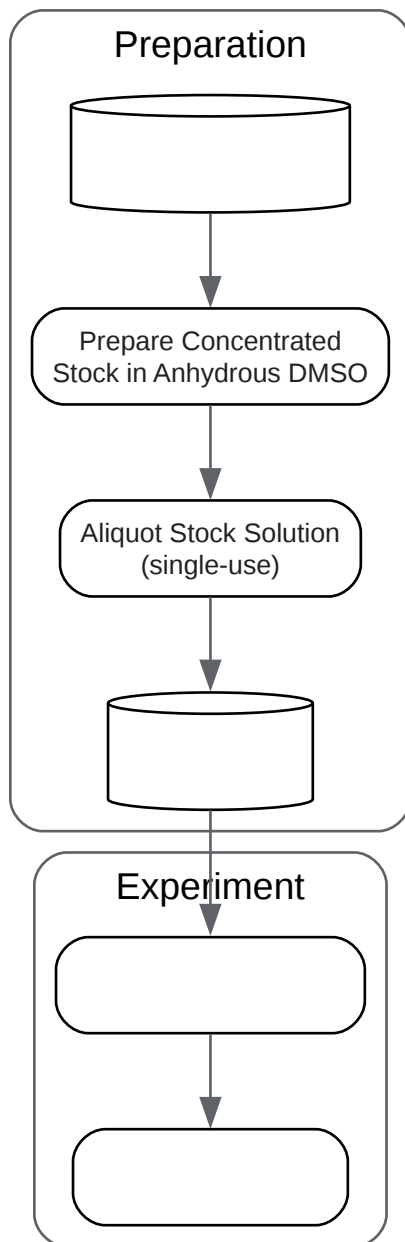 Preparation
Prepare Concentrated
Stock in Anhydrous DMSO
Aliquot Stock Solution
(single-use)
Experiment